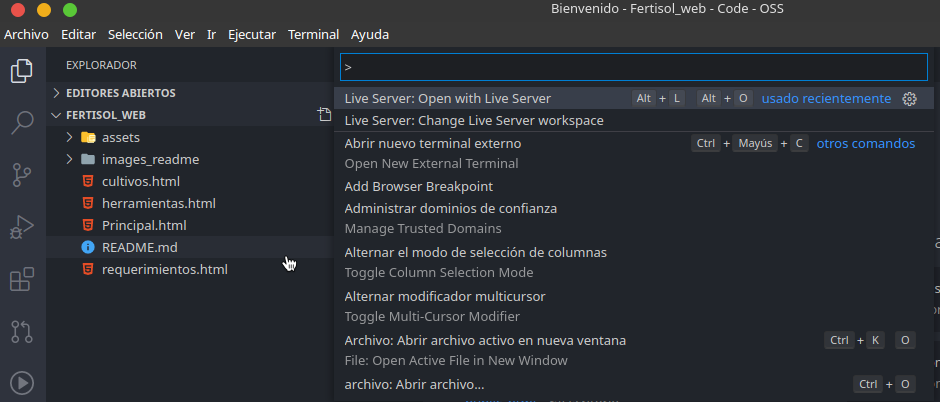 Bienvenido - Fertisol_web - Code - OSS
Archivo Editar Selección Ver Ir Ejecutar Terminal Ayuda
EXPLORADOR
EDITORES ABIERTOS
FERTISOL_WEB
assets
images_readme
cultivos.html
herramientas.html
Principal.html
README.md
requerimientos.html
>
Live Server: Open with Live Server Alt + L Alt + O usado recientemente
Live Server: Change Live Server workspace
Abrir nuevo terminal externo Ctrl + Mayús + C otros comandos
Open New External Terminal
Add Browser Breakpoint
Administrar dominios de confianza
Manage Trusted Domains
Alternar el modo de selección de columnas
Toggle Column Selection Mode
Alternar modificador multicursor
Toggle Multi-Cursor Modifier
Archivo: Abrir archivo activo en nueva ventana Ctrl + K O
File: Open Active File in New Window
archivo: Abrir archivo... Ctrl + O